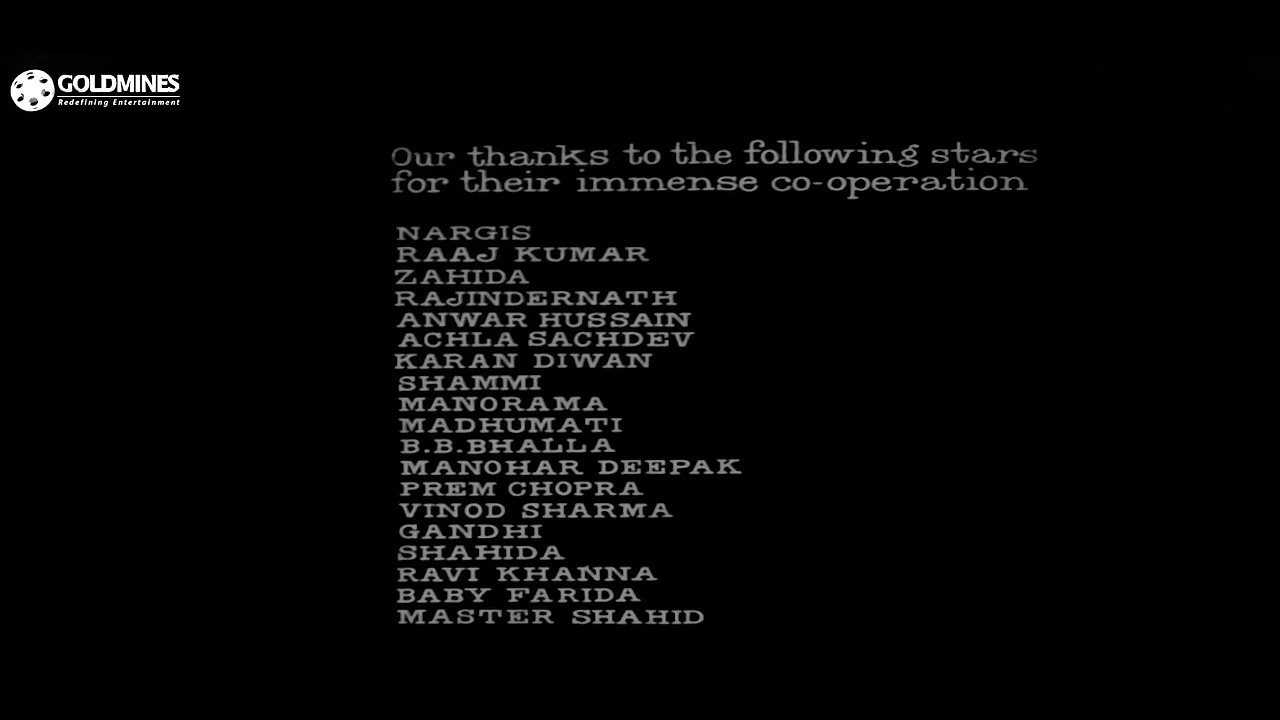 GOLDMINES
Redefining Entertainment
Our thanks to the following stars
for their immense co-operation
NARGIS
RAAJ KUMAR
ZAHIDA
RAJINDERNATH
ANWAR HUSSAIN
ACHLA SACHDEV
KARAN DIWAN
SHAMMI
MANORAMA
MADHUMATI
B.B.BHALLA
MANOHAR DEEPAK
PREM CHOPRA
VINOD SHARMA
GANDHI
SHAHIDA
RAVI KHANNA
BABY FARIDA
MASTER SHAHID